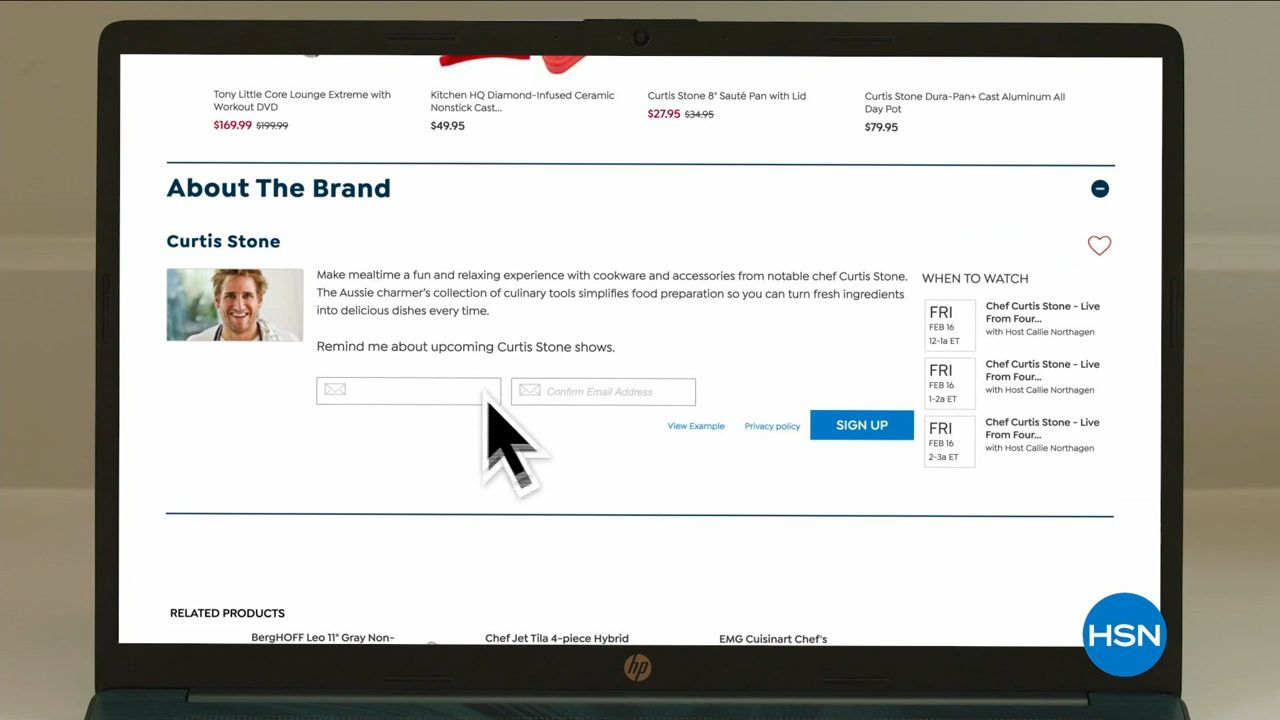 Tony Little Core Lounge Extreme with
Workout DVD
$169.99 $199.99
Kitchen HQ Diamond-Infused Ceramic
Nonstick Cast...
$49.95
Curtis Stone 8" Sauté Pan with Lid
$27.95 $34.95
Curtis Stone Dura-Pan+ Cast Aluminum All
Day Pot
$79.95
About The Brand
Curtis Stone
Make mealtime a fun and relaxing experience with cookware and accessories from notable chef Curtis Stone.
The Aussie charmer's collection of culinary tools simplifies food preparation so you can turn fresh ingredients
into delicious dishes every time.
Remind me about upcoming Curtis Stone shows.
Confirm Email Address
View Example
Privacy policy
SIGN UP
WHEN TO WATCH
FRI
FEB 16
12-1a ET
Chef Curtis Stone - Live
From Four...
with Host Callie Northagen
FRI
FEB 16
1-2a ET
Chef Curtis Stone - Live
From Four...
with Host Callie Northagen
FRI
FEB 16
2-3a ET
Chef Curtis Stone - Live
From Four...
with Host Callie Northagen
RELATED PRODUCTS
BergHOFF Leo 11" Gray Non-
Chef Jet Tila 4-piece Hybrid
EMG Cuisinart Chef's
HSN
hp